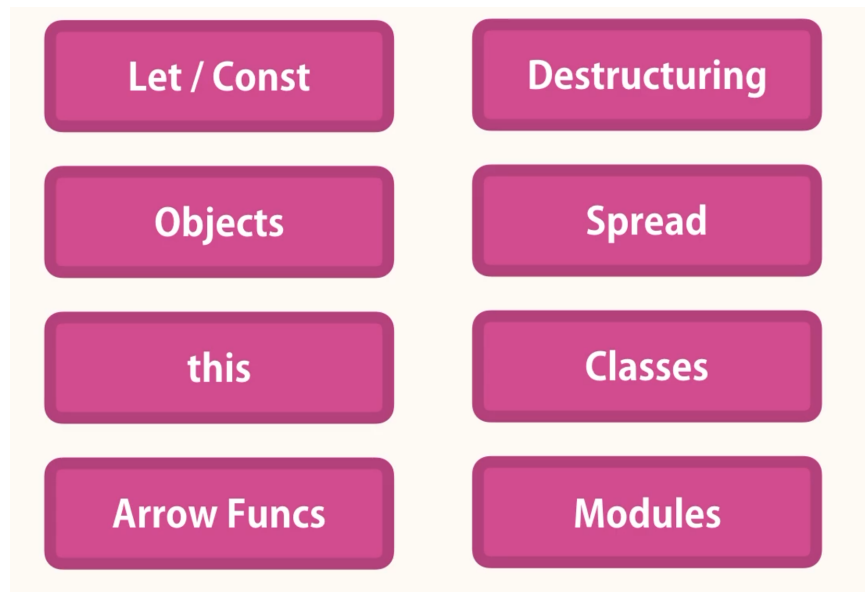 Let / Const
Objects
this
Arrow Funcs
Destructuring
Spread
Classes
Modules